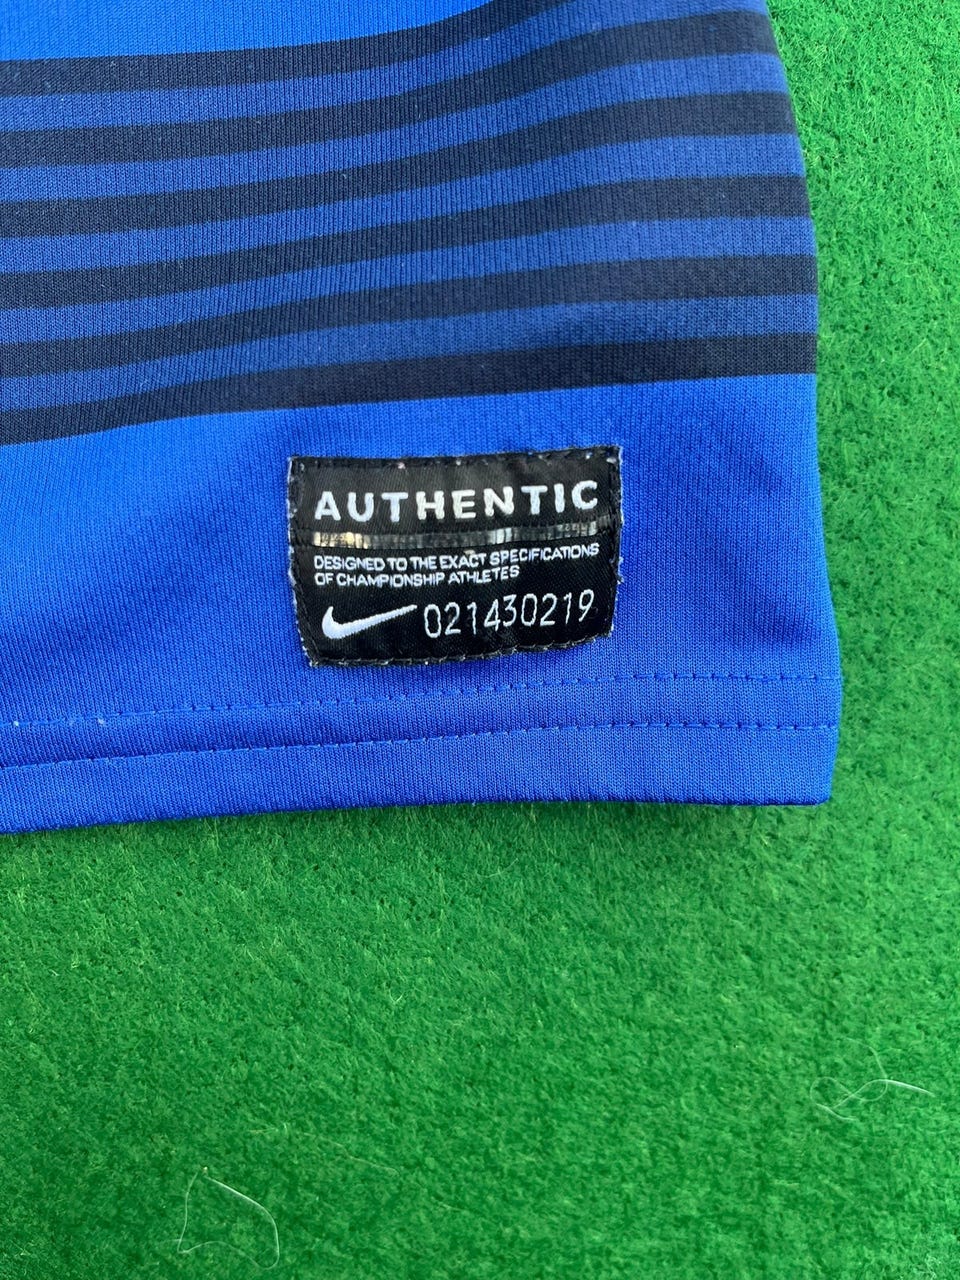 AUTHENTIC
DESIGNED TO THE EXACT SPECIFICATIONS
OF CHAMPIONSHIP ATHLETES
021430219